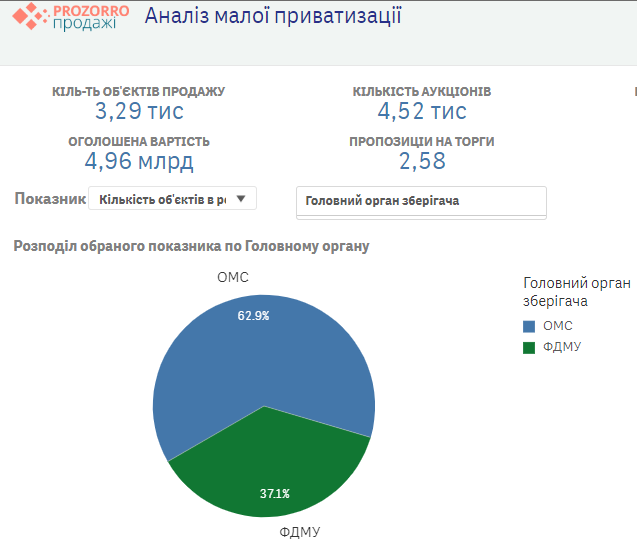 PROZORRO
продажі
Аналіз малої приватизації
КІЛЬ-ТЬ ОБ'ЄКТІВ ПРОДАЖУ
3,29 тис
КІЛЬКІСТЬ АУКЦІОНІВ
4,52 тис
ОГОЛОШЕНА ВАРТІСТЬ
4,96 млрд
ПРОПОЗИЦІИ НА ТОРГИ
2,58
Показник
Кількість об'єктів в
Головний орган зберігача
Розподіл обраного показника по Головному органу
ОМС
62.9%
37.1%
ФДМУ
Головний орган
зберігача
ОМС
ФДМУ